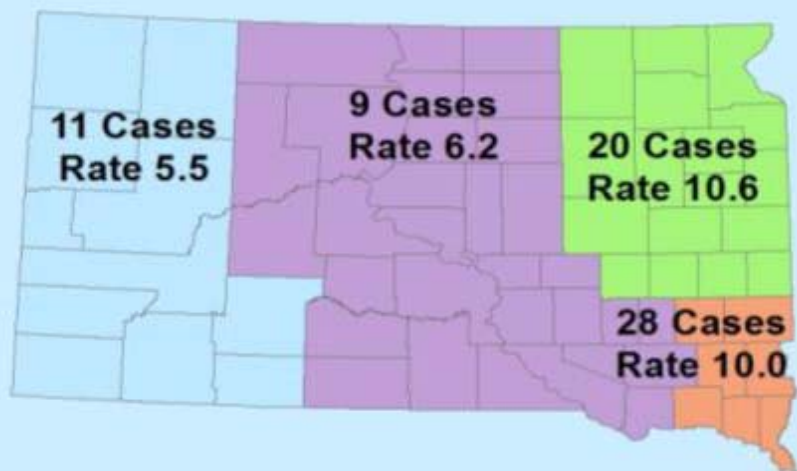 11 Cases
Rate 5.5
9 Cases
Rate 6.2
20 Cases
Rate 10.6
28 Cases
Rate 10.0